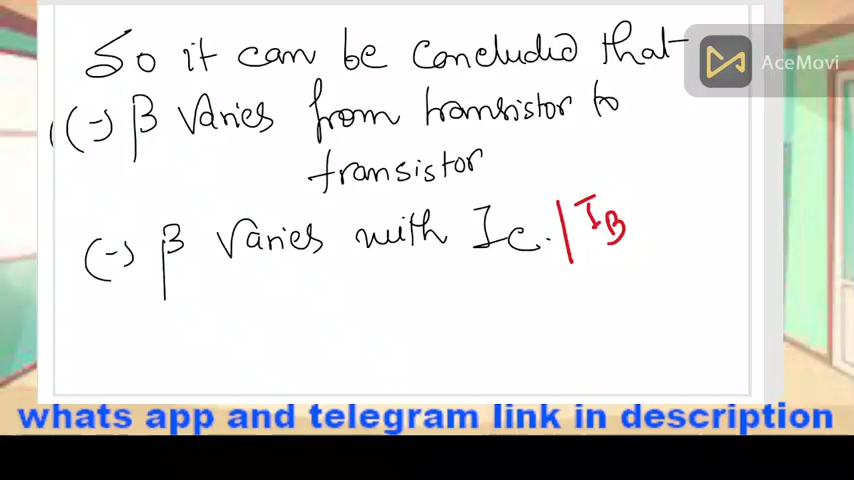 So it can be concluded that
AceMovi
(-) β varies from transistor to
transistor
(-) β varies with Ic. | IB
whats app and telegram link in description